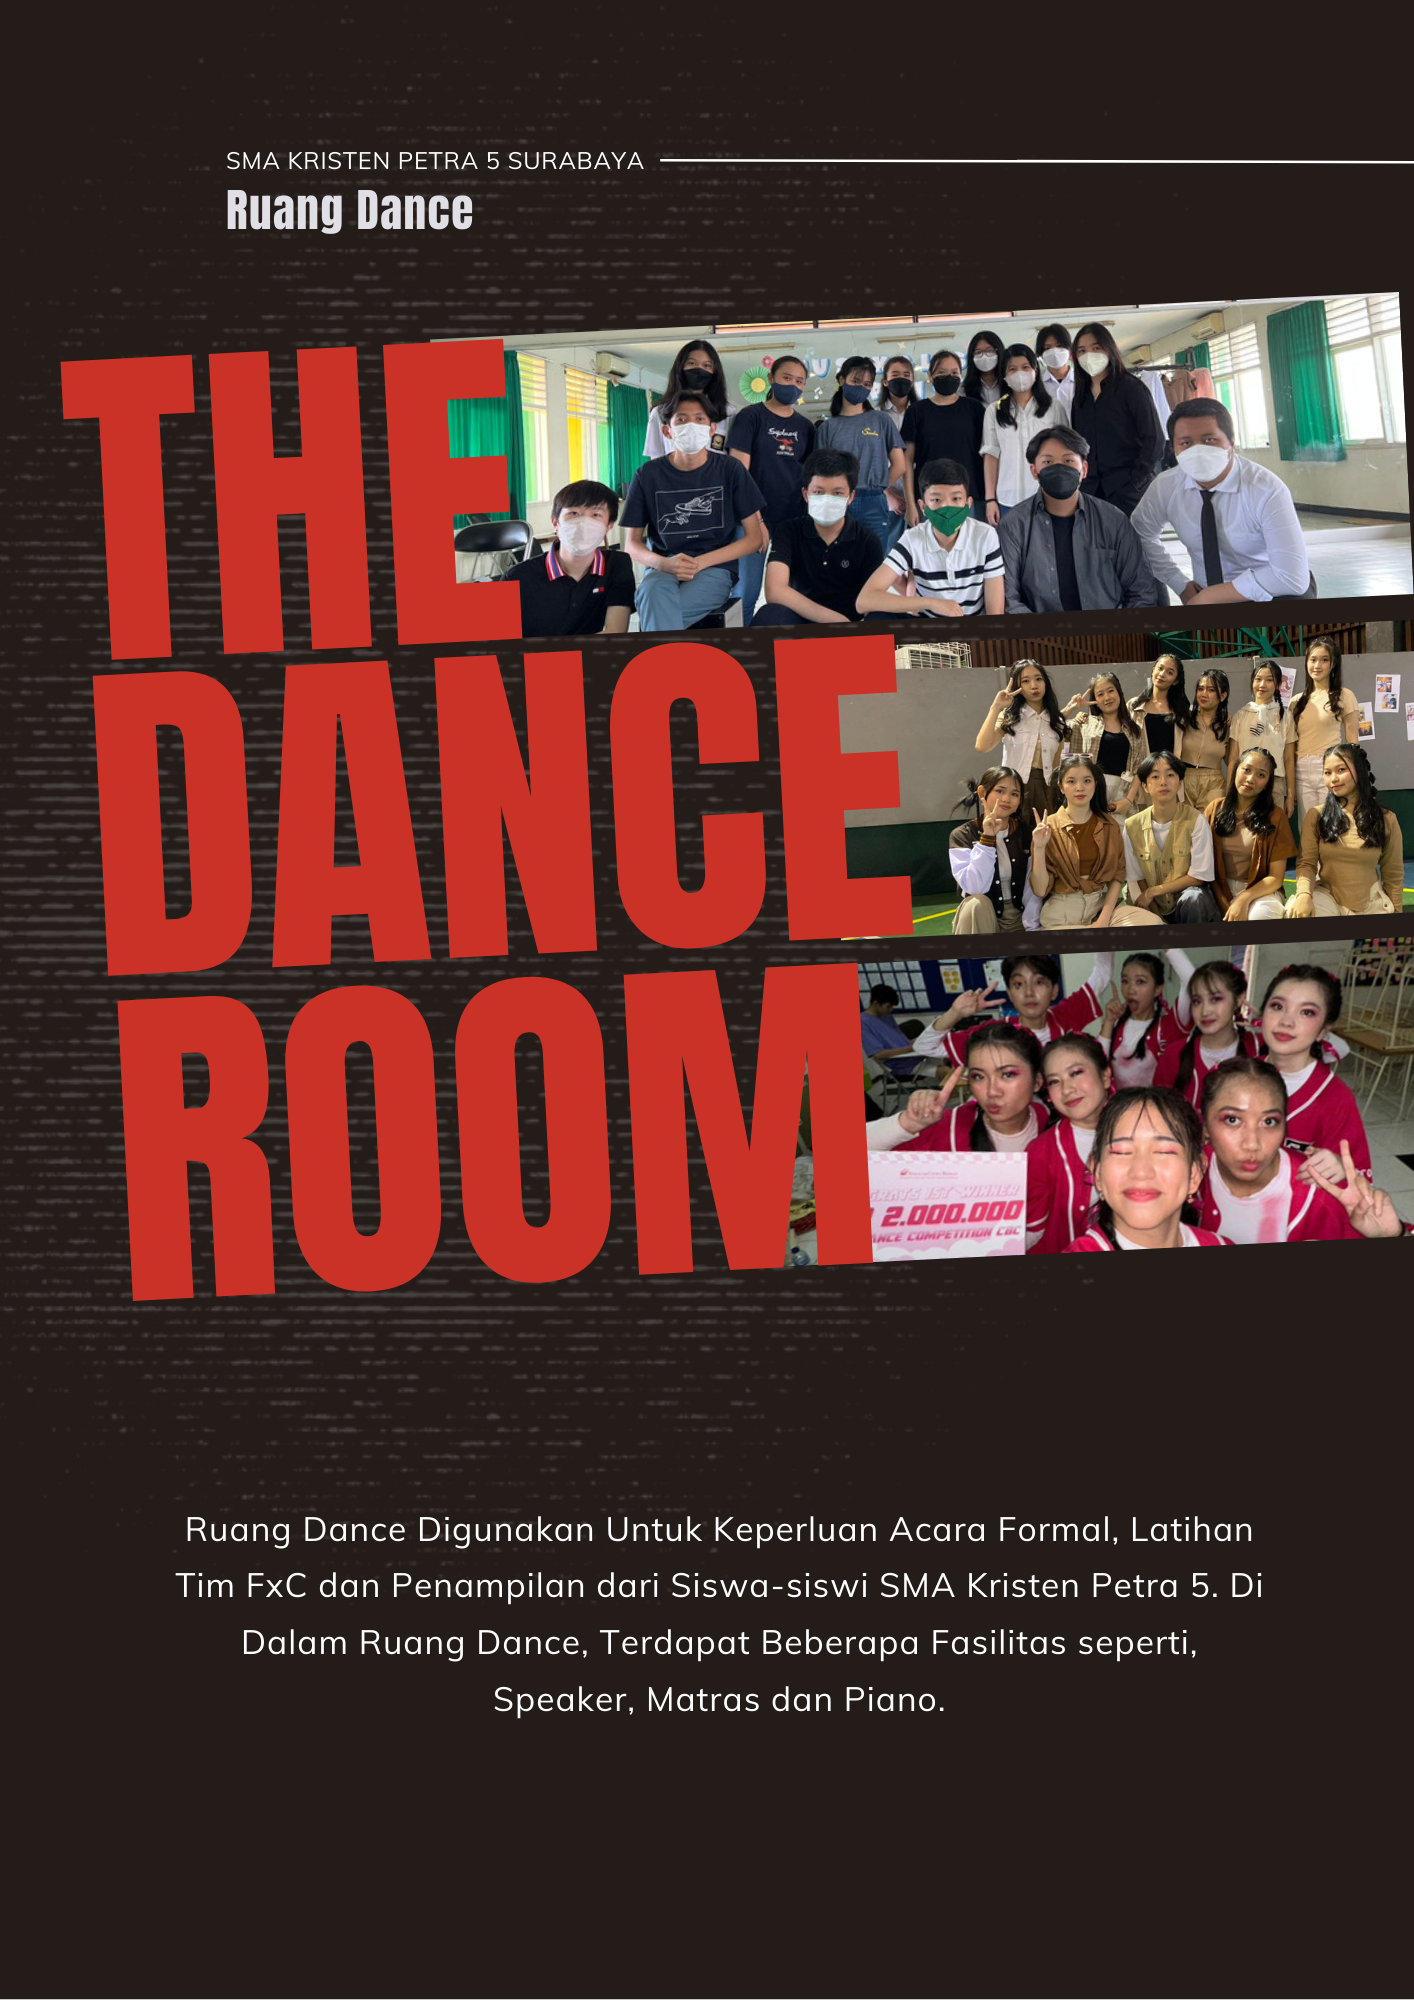 SMA KRISTEN PETRA 5 SURABAYA
Ruang Dance
THE
DANCE
ROOM
1ST WINNER
2.000.000
COMPETITION CBC
Ruang Dance Digunakan Untuk Keperluan Acara Formal, Latihan
Tim FxC dan Penampilan dari Siswa-siswi SMA Kristen Petra 5. Di
Dalam Ruang Dance, Terdapat Beberapa Fasilitas seperti,
Speaker, Matras dan Piano.